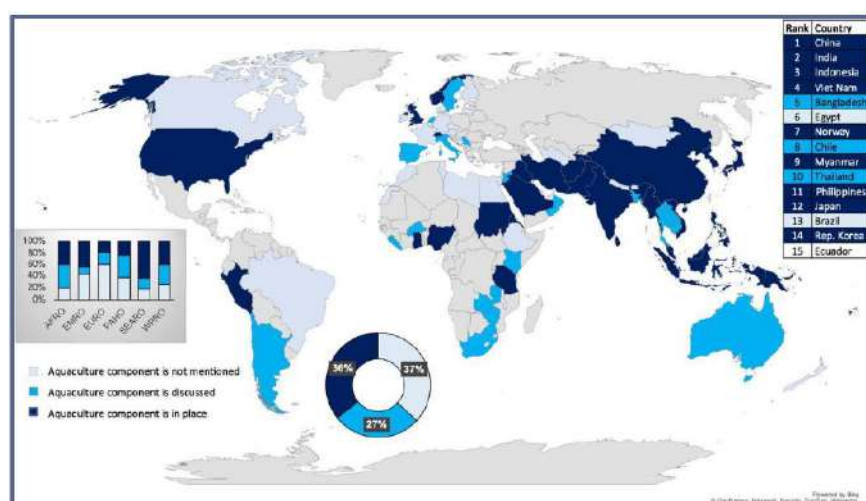 Rank Country
1 China
2 India
3 Indonesia
4 Viet Nam
5 Bangladesh
6 Egypt
7 Norway
8 Chile
9 Myanmar
10 Thailand
11 Philippines
12 Japan
13 Brazil
14 Rep. Korea
15 Ecuador
100%
80%
60%
40%
20%
0%
AFRO EMRO EURO PAHO SEARO WPRO
Aquaculture component is not mentioned
Aquaculture component is discussed
Aquaculture component is in place
36% 37%
27%
Powered by Bing